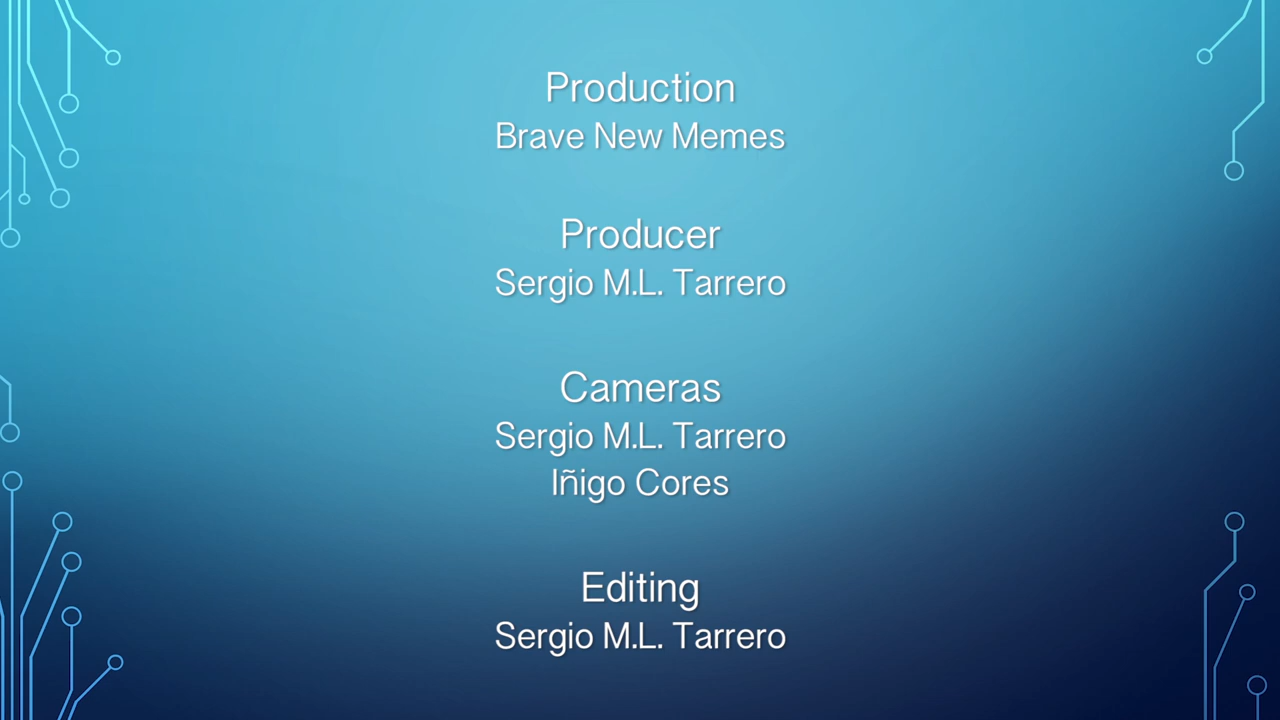 Production
Brave New Memes
Producer
Sergio M.L. Tarrero
Cameras
Sergio M.L. Tarrero
Iñigo Cores
Editing
Sergio M.L. Tarrero